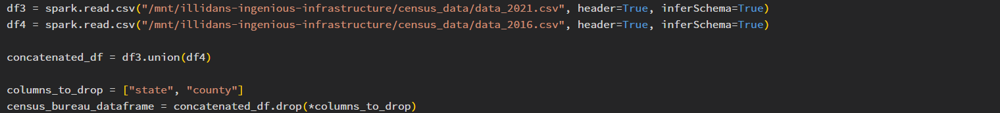 df3 = spark.read.csv("/mnt/illidans-ingenious-infrastructure/census_data/data_2021.csv", header=True, inferSchema=True)
df4 = spark.read.csv("/mnt/illidans-ingenious-infrastructure/census_data/data_2016.csv", header=True, inferSchema=True)
concatenated_df = df3.union(df4)
columns_to_drop = ["state", "county"]
census_bureau_dataframe = concatenated_df.drop(*columns_to_drop)